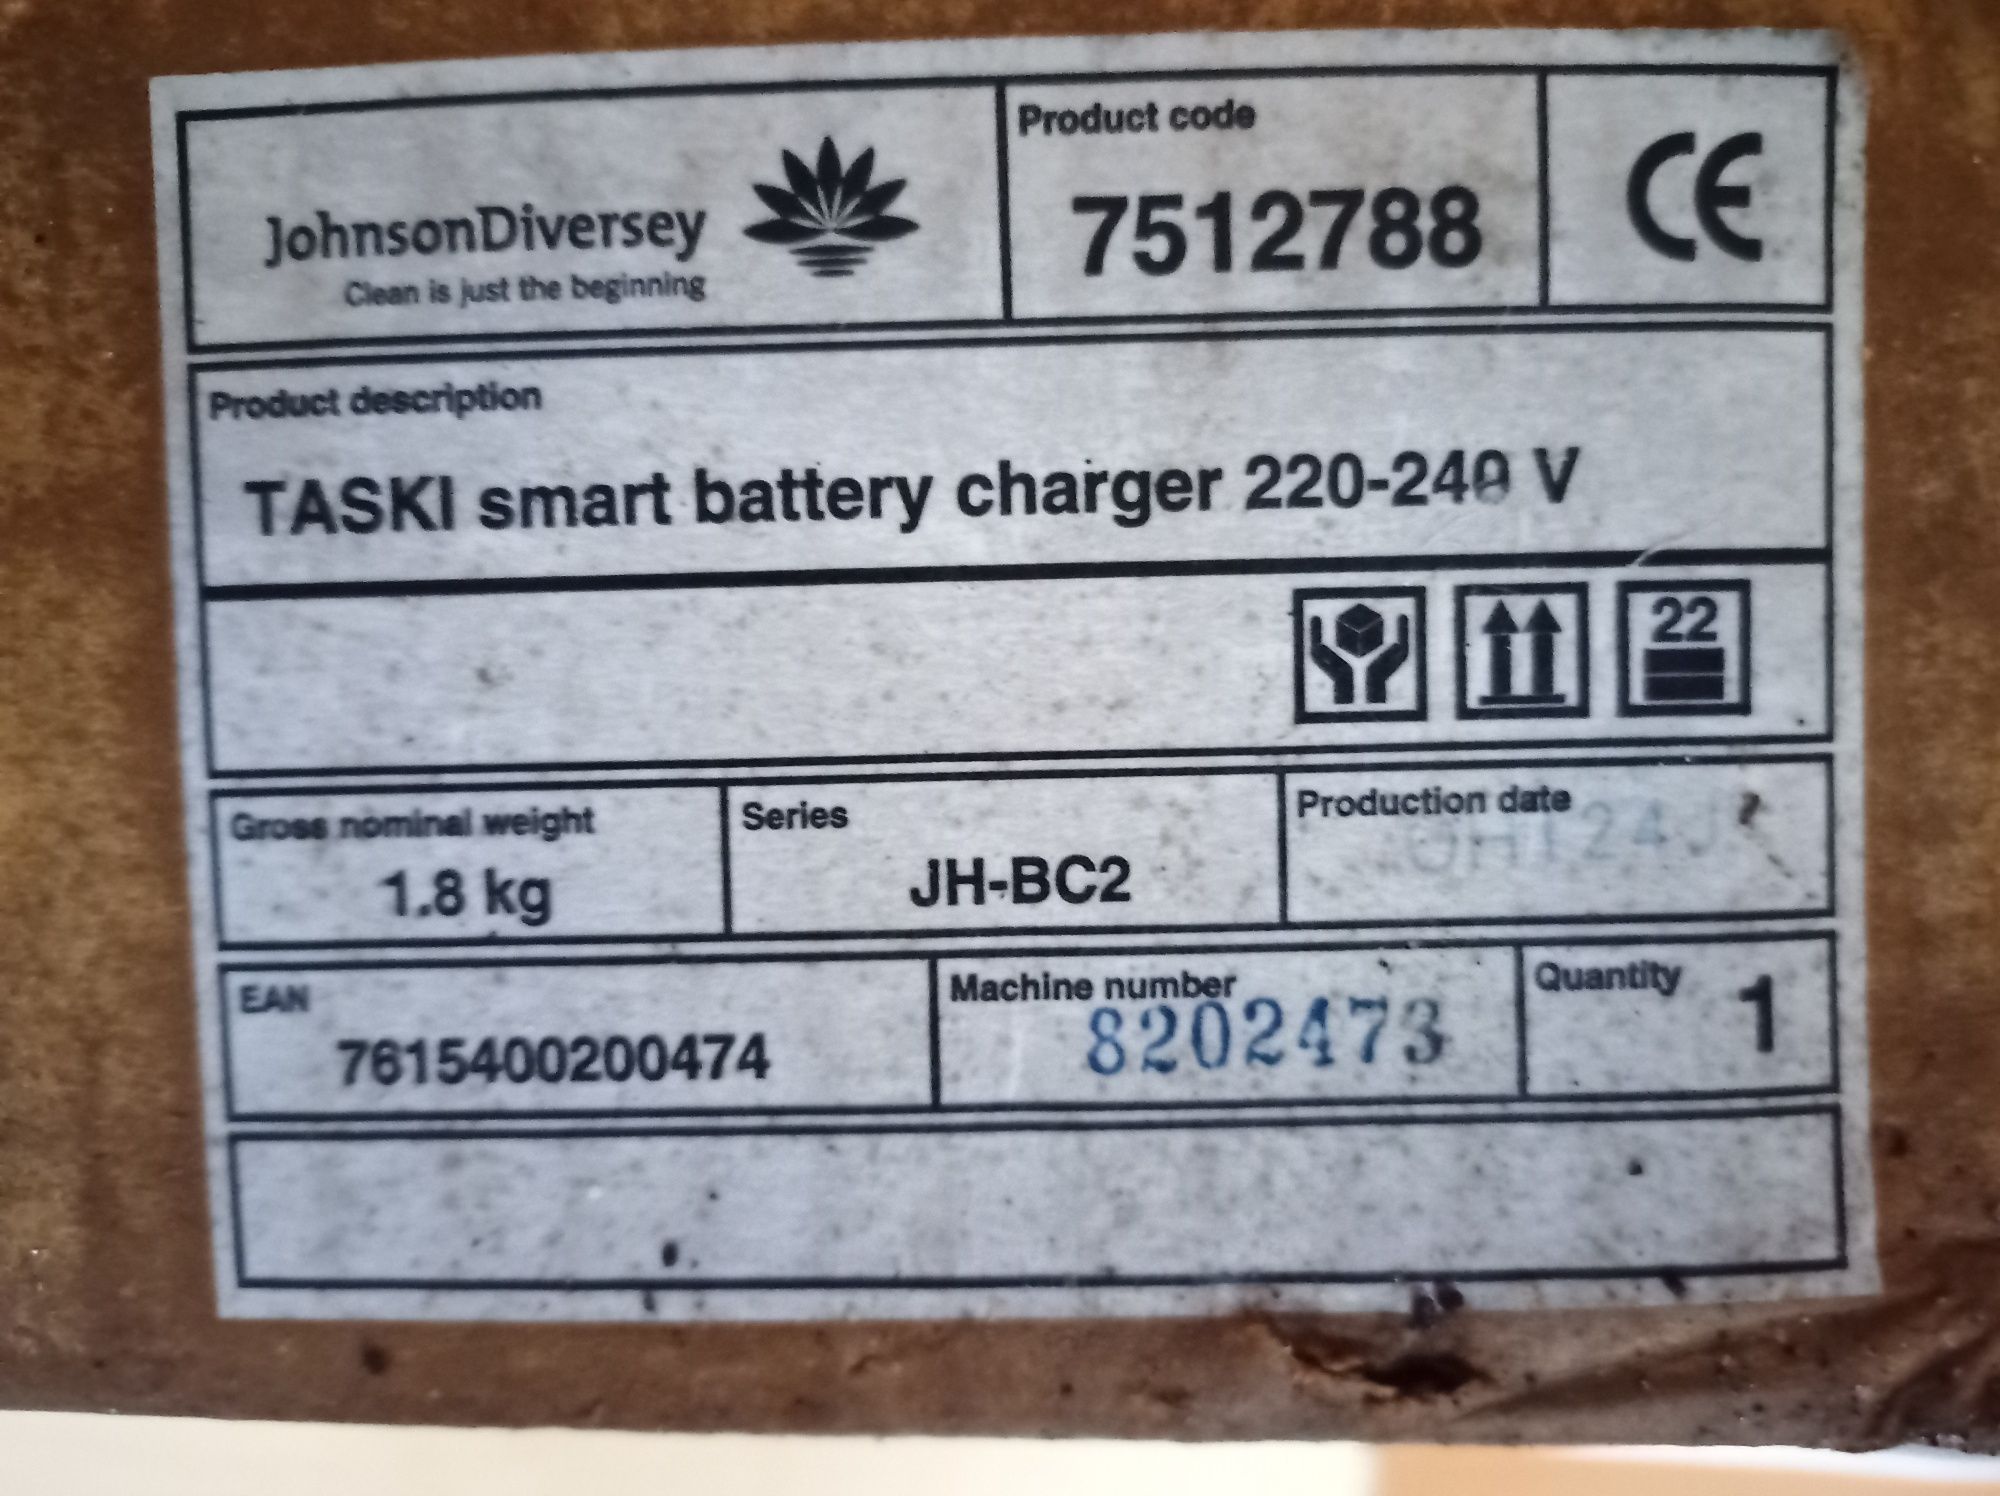 JohnsonDiversey
Clean is just the beginning
Product code
7512788
CE
Product description
TASKI smart battery charger 220-240 V
22
Gross nominal weight
1.8 kg
Series
JH-BC2
Production date
EAN
7615400200474
Machine number
8202473
Quantity
1